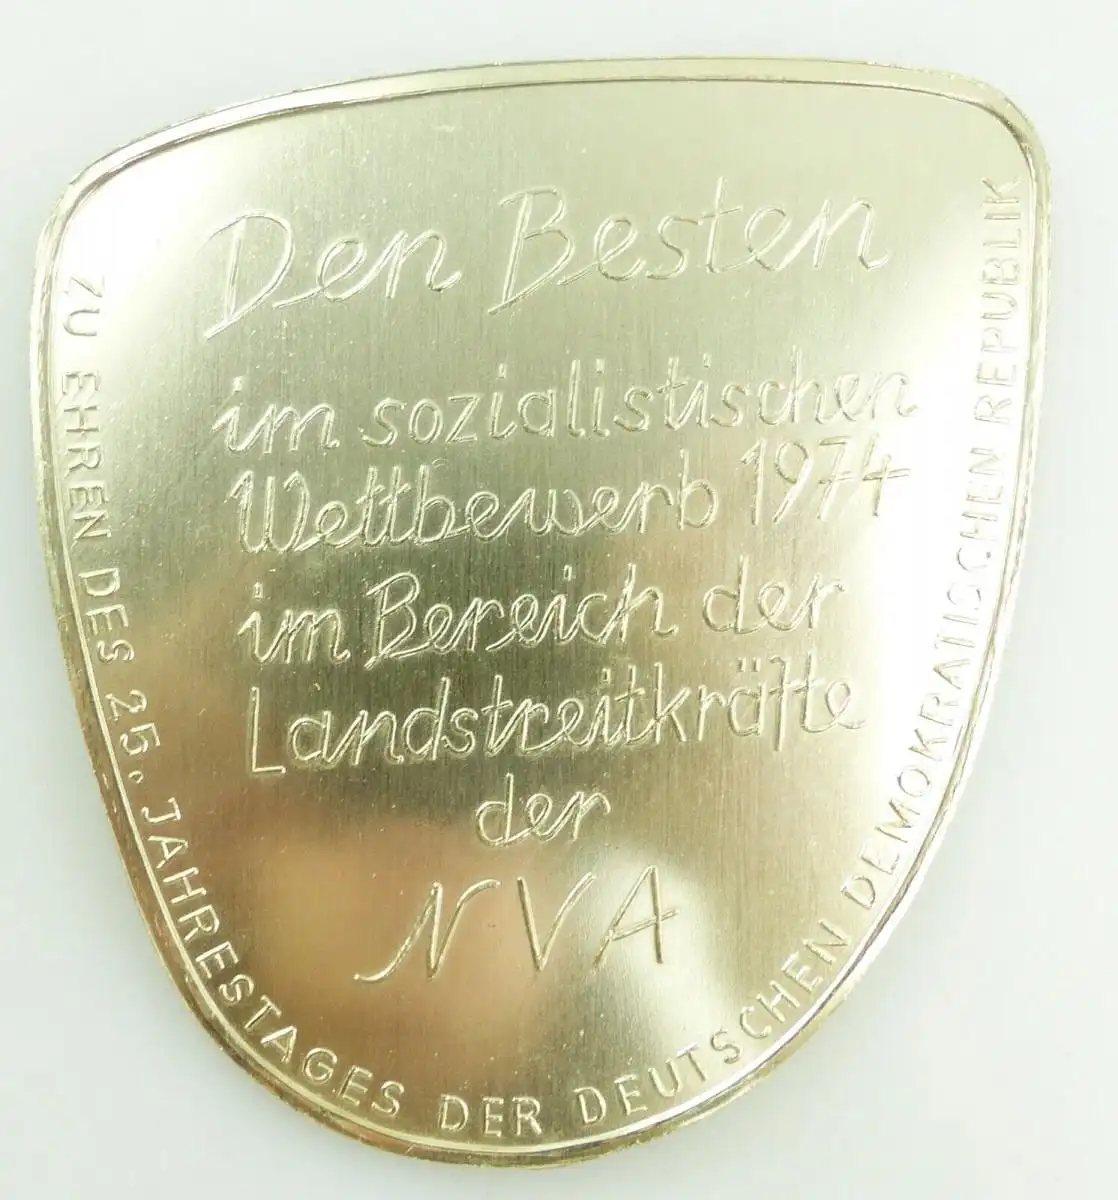 Den Besten
im sozialistischen
Wettbewerb 1974
im Bereich der
Landstreitkräfte
der
NVA
ZU EHREN DES 25. JAHRESTAGES DER DEUTSCHEN DEMOKRATISCHEN REPUBLIK